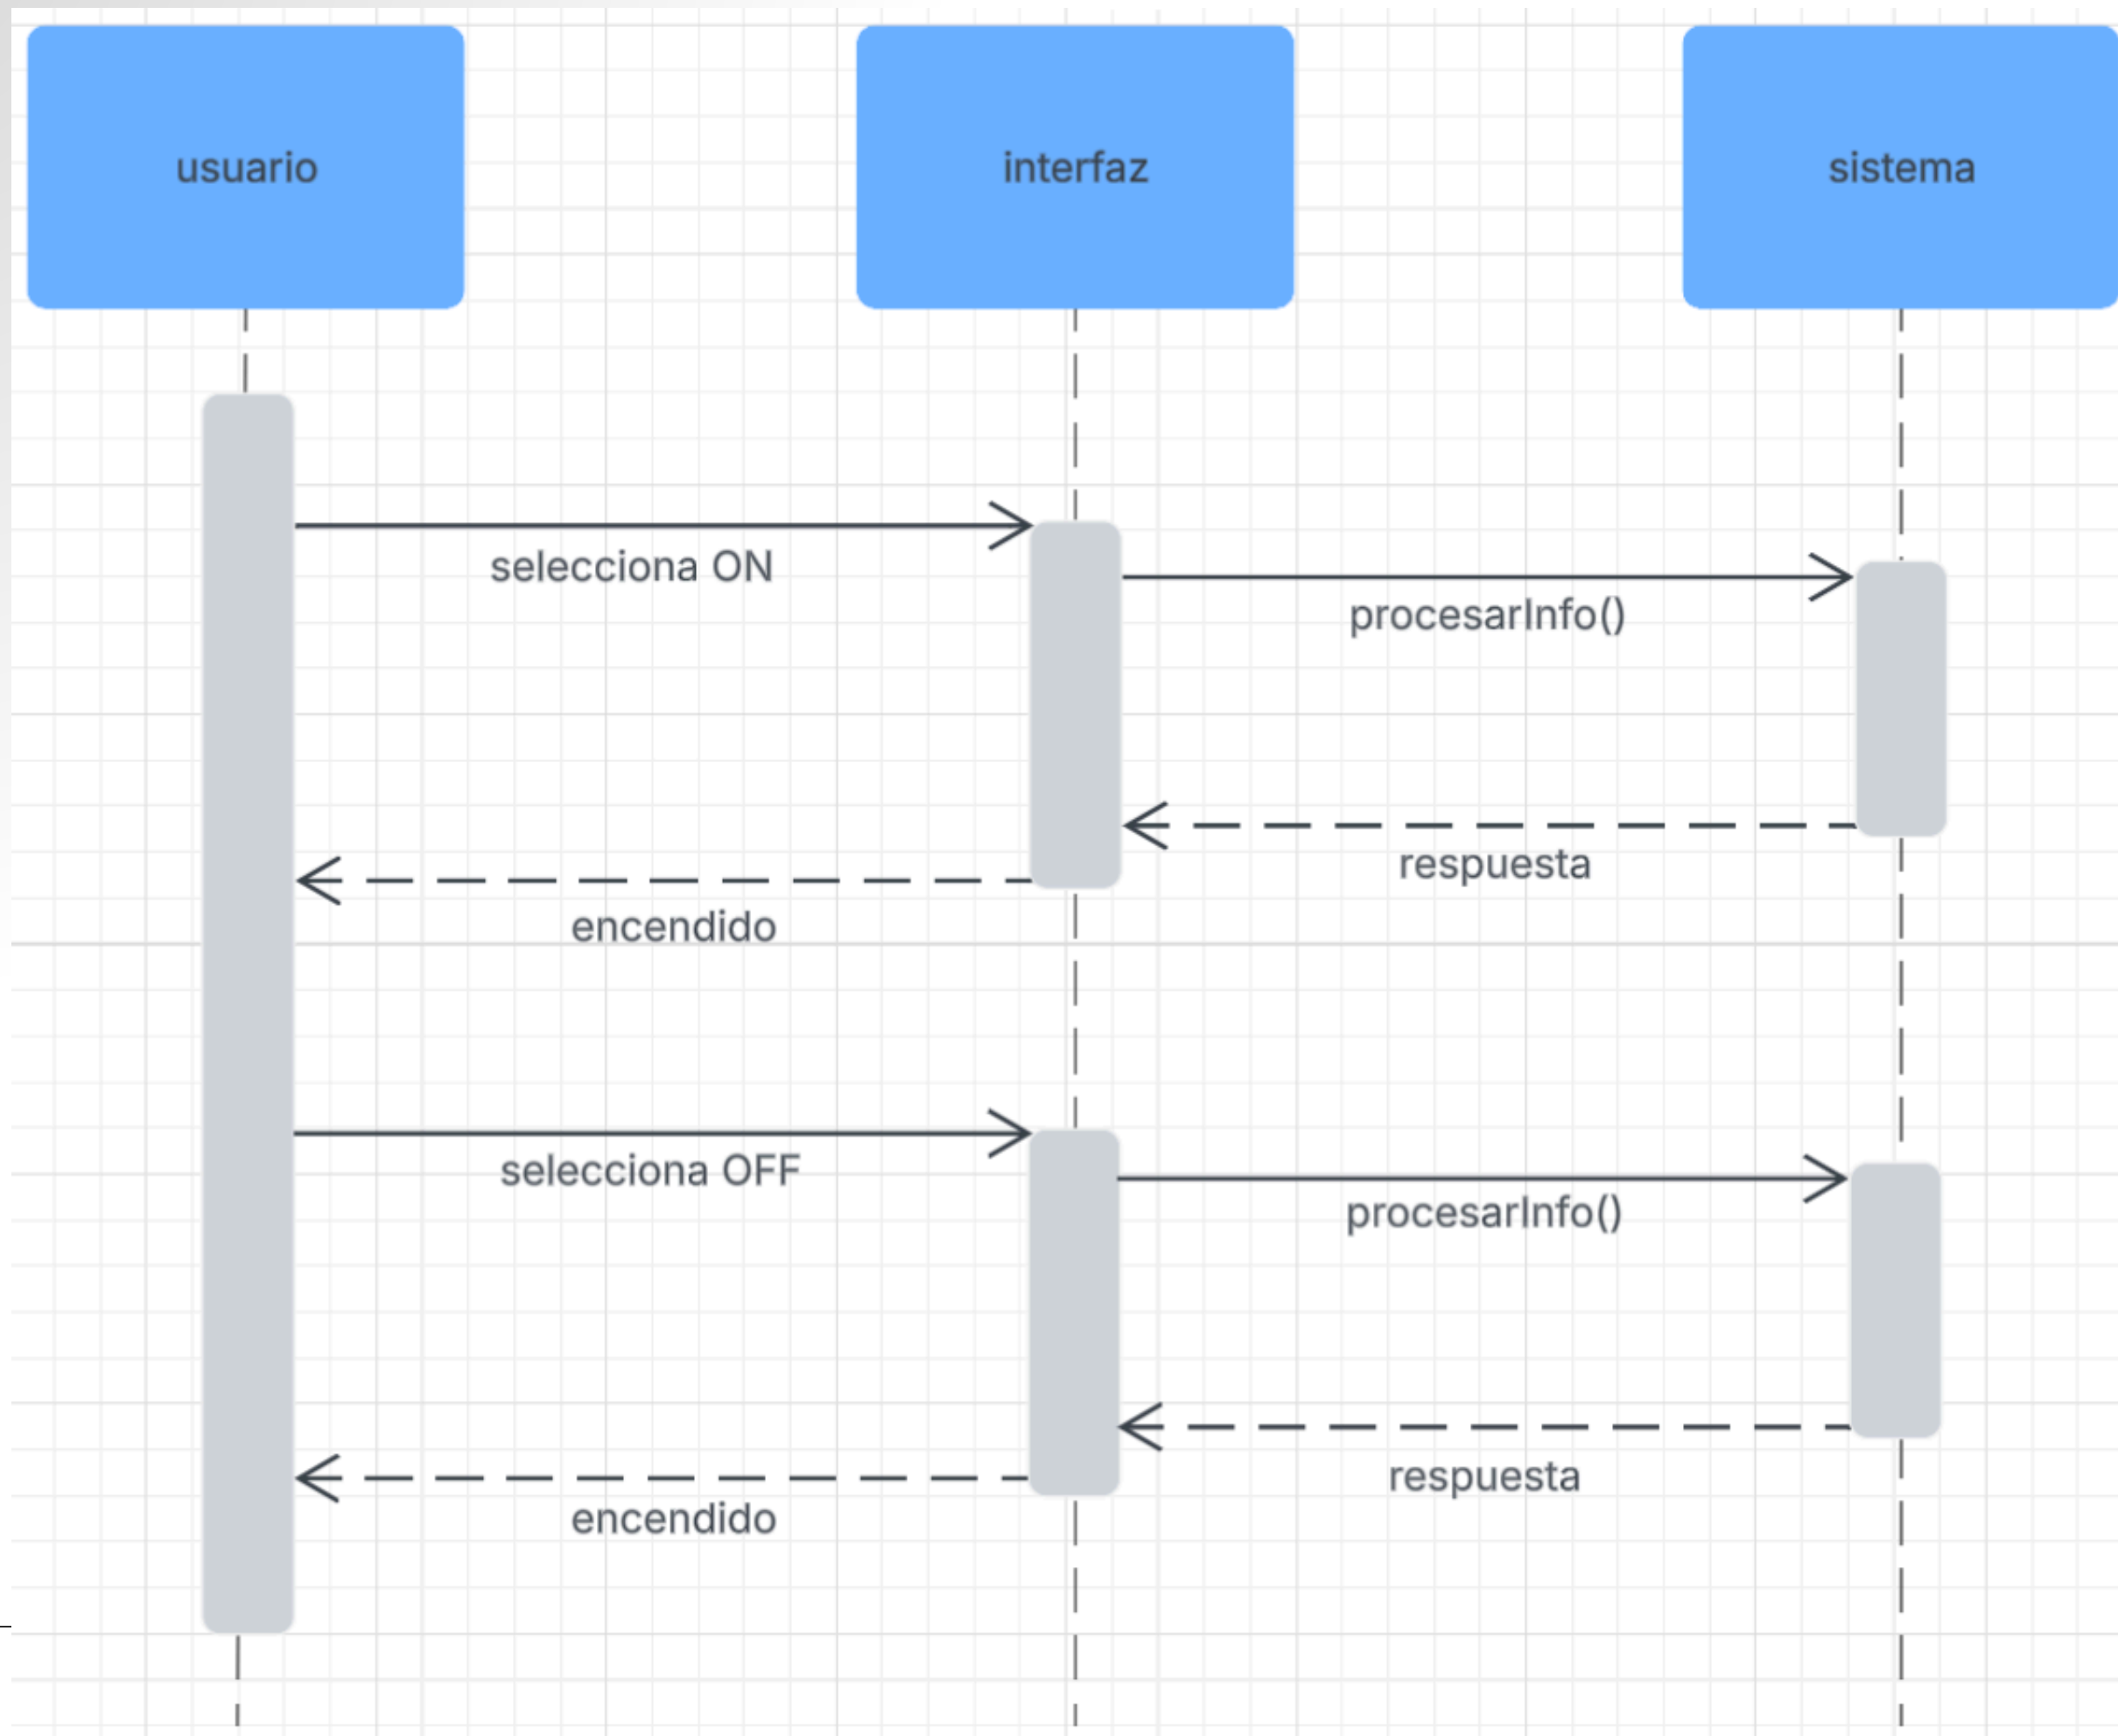 usuario
interfaz
sistema
selecciona ON
procesarInfo()
respuesta
encendido
selecciona OFF
procesarInfo()
respuesta
encendido